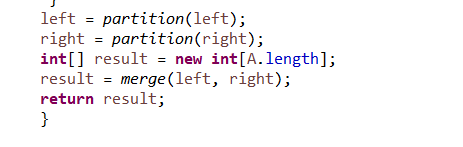 }
left = partition(left);
right = partition(right);
int[] result = new int[A.length];
result = merge(left, right);
return result;
}